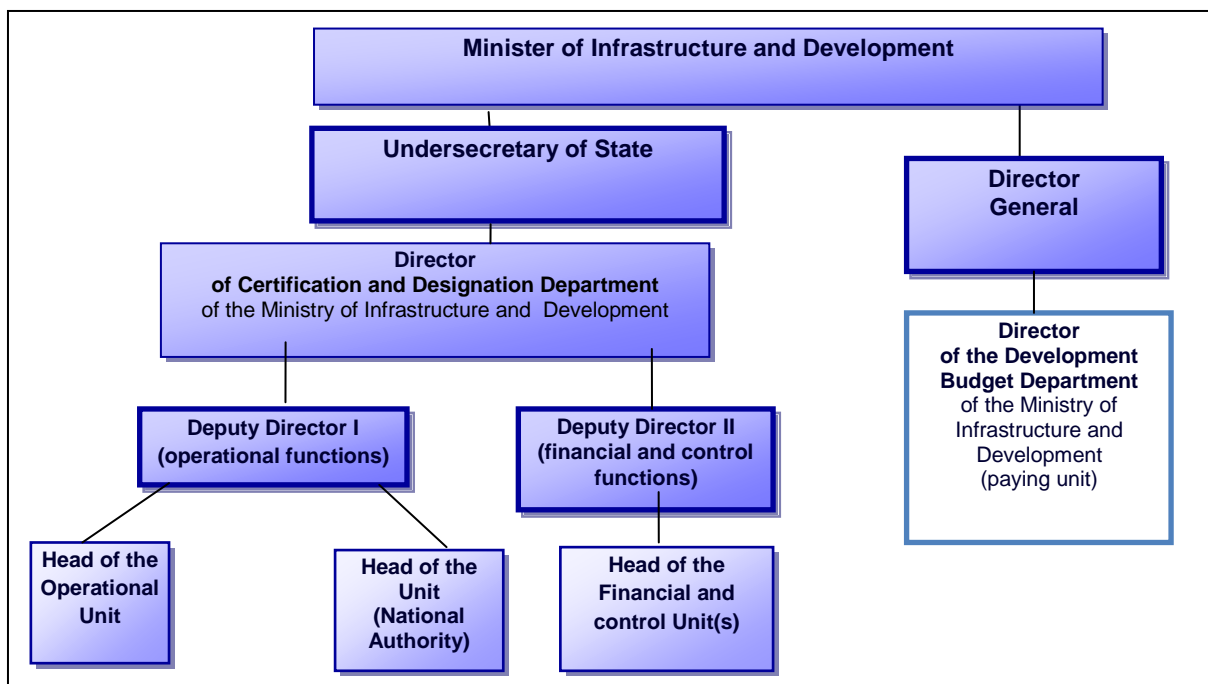 Minister of Infrastructure and Development
Undersecretary of State
Director
General
Director
of Certification and Designation Department
of the Ministry of Infrastructure and Development
Director
of the Development
Budget Department
of the Ministry of
Infrastructure and
Development
(paying unit)
Deputy Director I
(operational functions)
Deputy Director II
(financial and control
functions)
Head of the
Operational
Unit
Head of the
Unit
(National
Authority)
Head of the
Financial and
control Unit(s)